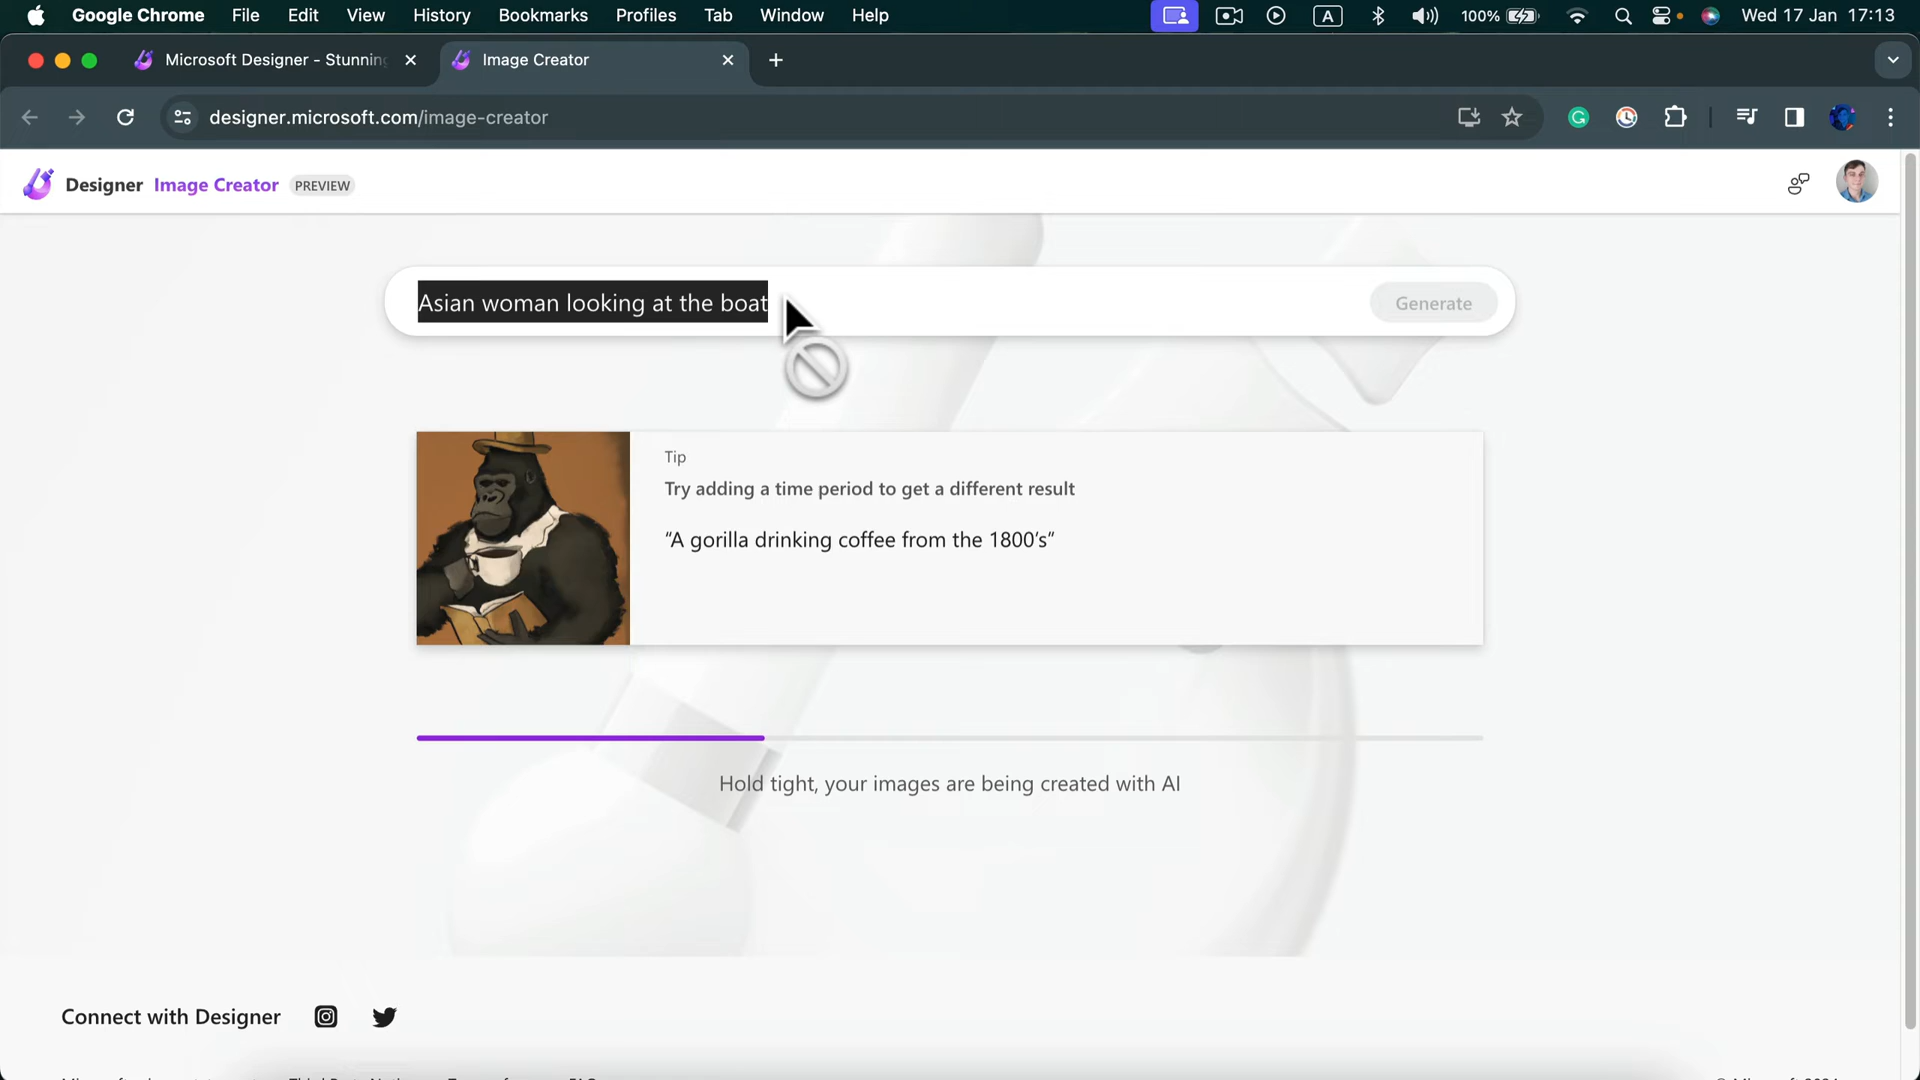 Google Chrome File Edit View History Bookmarks Profiles Tab Window Help A 100% Wed 17 Jan 17:13
Microsoft Designer - Stunning Image Creator
designer.microsoft.com/image-creator
Designer Image Creator PREVIEW
Asian woman looking at the boat
Generate
Tip
Try adding a time period to get a different result
“A gorilla drinking coffee from the 1800’s”
Hold tight, your images are being created with AI
Connect with Designer